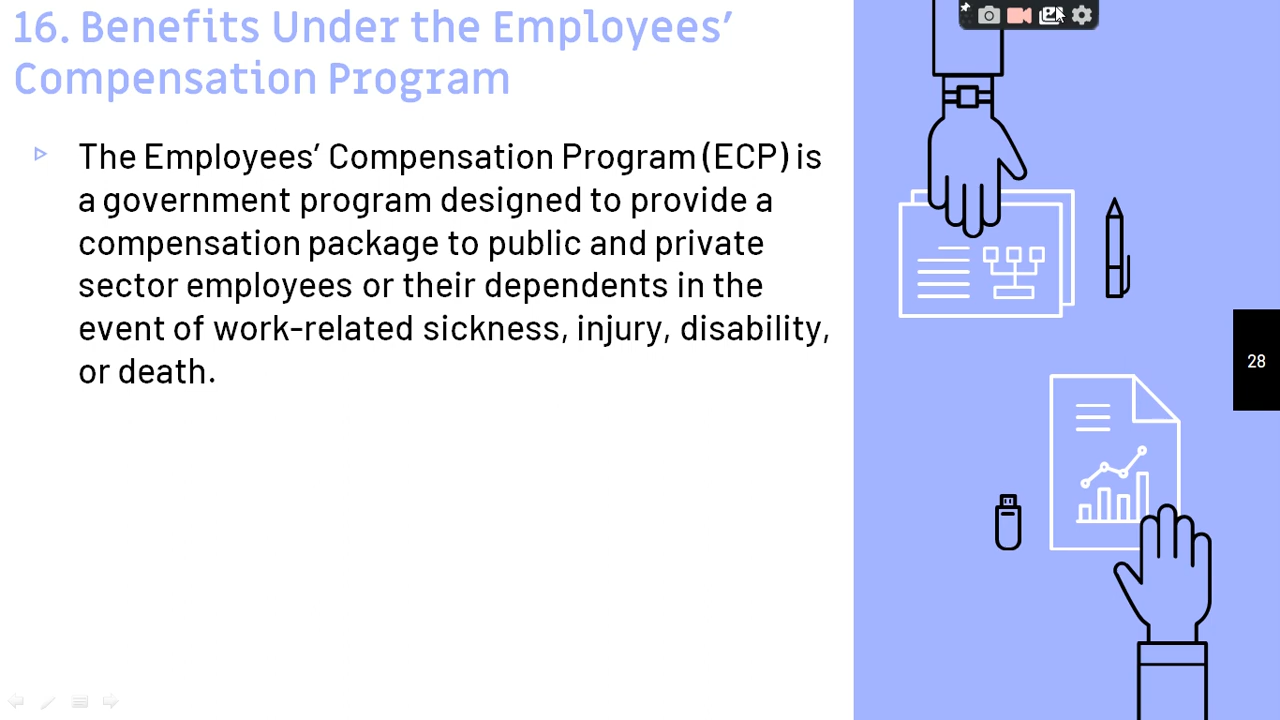 16. Benefits Under the Employees’
Compensation Program
The Employees’ Compensation Program (ECP) is
a government program designed to provide a
compensation package to public and private
sector employees or their dependents in the
event of work-related sickness, injury, disability,
or death.
28